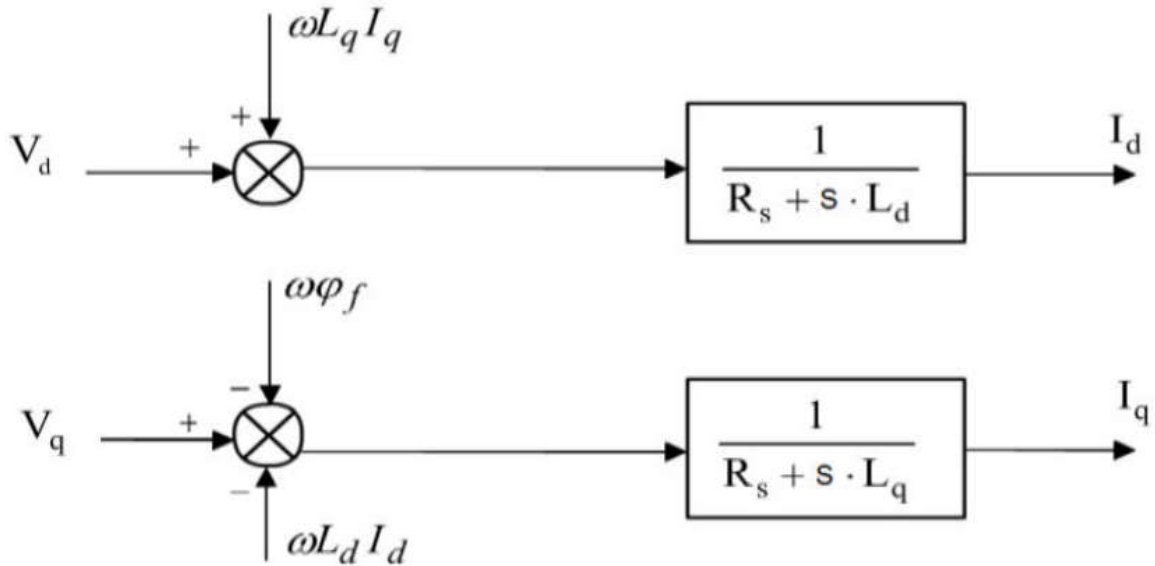 ωL_q I_q
+
V_d
+
1
R_s + s · L_d
I_d
ωφ_f
−
V_q
+
1
R_s + s · L_q
I_q
−
ωL_d I_d